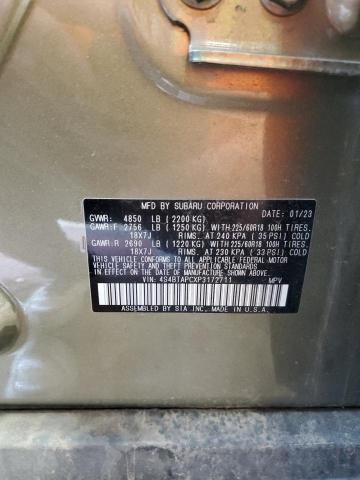 MFD BY SUBARU CORPORATION
DATE: 01/23
GVWR: 4850 LB (2200 KG)
GAWR:F 2756 LB (1250 KG) WITH 225/60R18 100H TIRES.
18X7J RIMS. AT 240 KPA (35 PSI) COLD
GAWR:R 2690 LB (1220 KG) WITH 225/60R18 100H TIRES.
18X7J RIMS. AT 230 KPA (33 PSI) COLD
THIS VEHICLE CONFORMS TO ALL APPLICABLE FEDERAL MOTOR
VEHICLE SAFETY, BUMPER, AND THEFT PREVENTION STANDARDS
IN EFFECT ON THE DATE OF MANUFACTURE SHOWN ABOVE.
VIN: 4S4BTAPCXP3172711 MPV
ASSEMBLED BY SIA INC. MADE IN U.S.A.